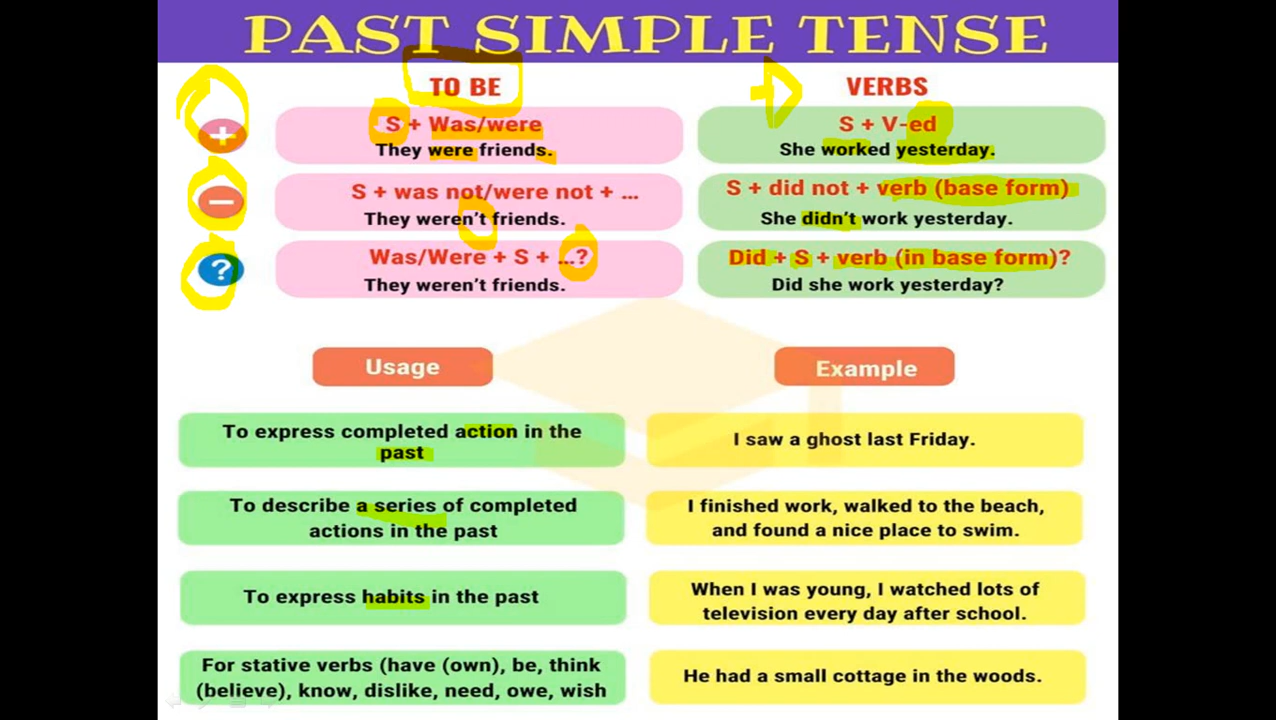 PAST SIMPLE TENSE
TO BE
VERBS
+
S + Was/were
They were friends.
S + V-ed
She worked yesterday.
−
S + was not/were not + ...
They weren't friends.
S + did not + verb (base form)
She didn't work yesterday.
?
Was/Were + S + ...?
They weren't friends.
Did + S + verb (in base form)?
Did she work yesterday?
Usage
Example
To express completed action in the
past
I saw a ghost last Friday.
To describe a series of completed
actions in the past
I finished work, walked to the beach,
and found a nice place to swim.
To express habits in the past
When I was young, I watched lots of
television every day after school.
For stative verbs (have (own), be, think
(believe), know, dislike, need, owe, wish
He had a small cottage in the woods.